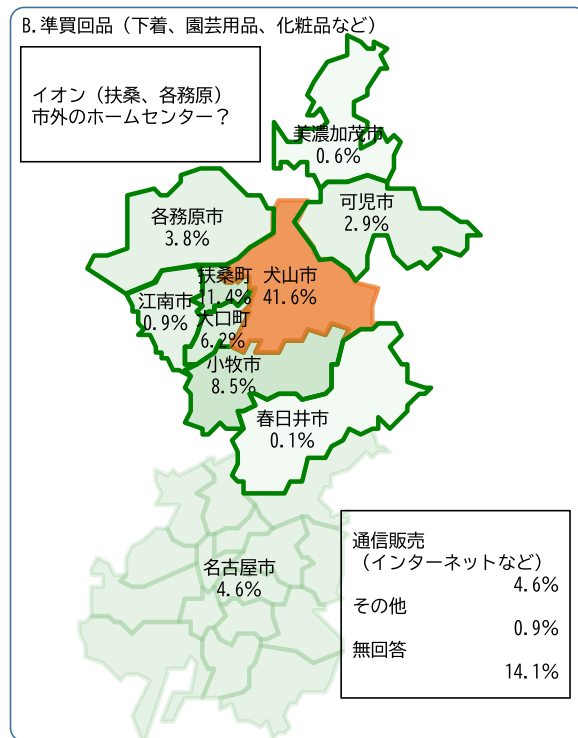 B.準買回品（下着、園芸用品、化粧品など）
イオン（扶桑、各務原）
市外のホームセンター？
美濃加茂市
0.6%
可児市
2.9%
各務原市
3.8%
扶桑町
11.4%
犬山市
41.6%
江南市
0.9%
大口町
6.2%
小牧市
8.5%
春日井市
0.1%
名古屋市
4.6%
通信販売
（インターネットなど）
4.6%
その他
0.9%
無回答
14.1%